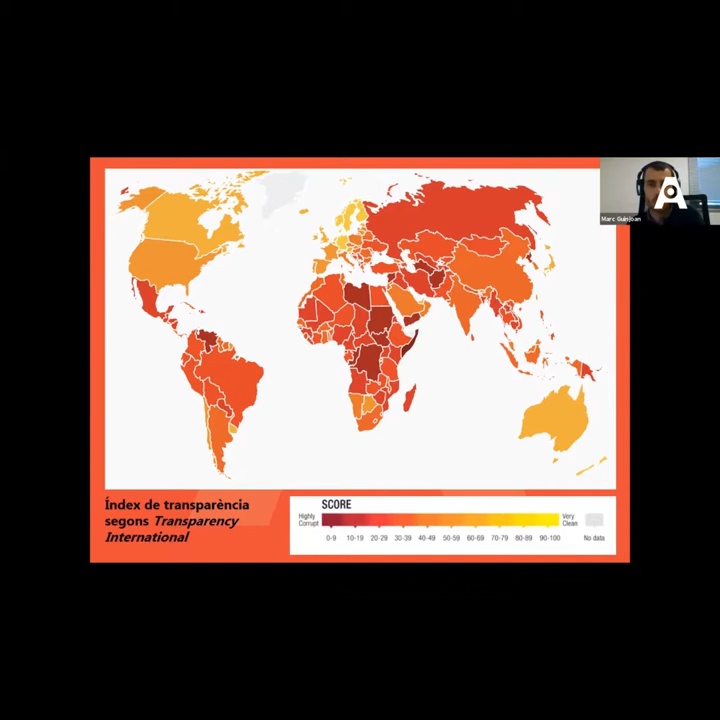 Marc Guinjoan
Índex de transparència
segons Transparency
International
SCORE
Highly
Corrupt
Very
Clean
0-9 10-19 20-29 30-39 40-49 50-59 60-69 70-79 80-89 90-100 No data